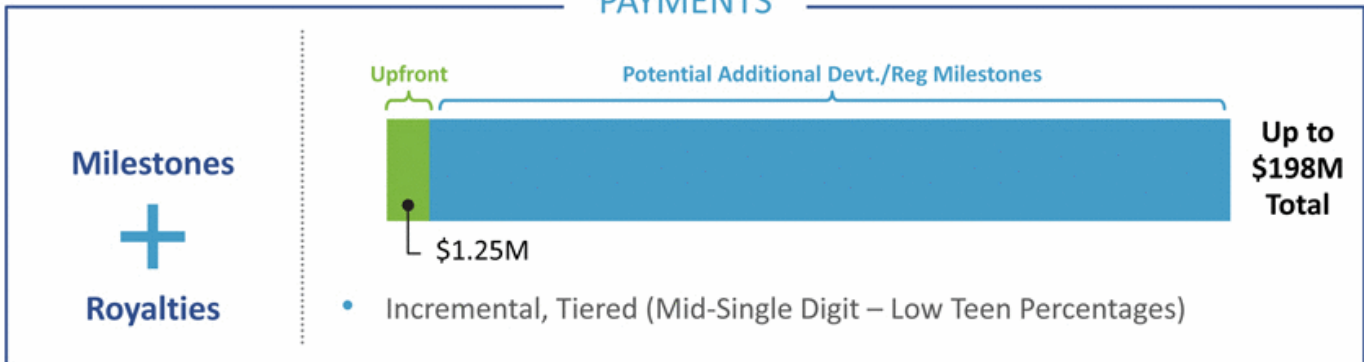 PAYMENTS
Upfront
Potential Additional Devt./Reg Milestones
Milestones
+
Royalties
$1.25M
Up to
$198M
Total
• Incremental, Tiered (Mid-Single Digit – Low Teen Percentages)